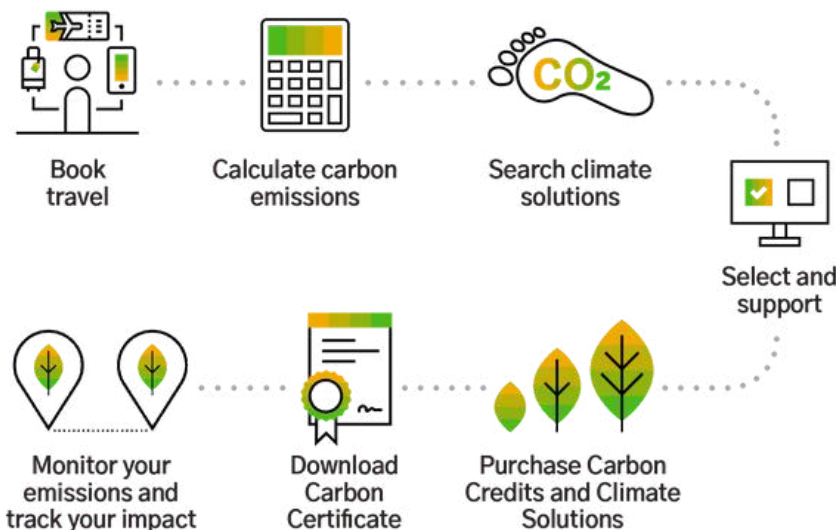 Book
travel
Calculate carbon
emissions
CO2
Search climate
solutions
Select and
support
Purchase Carbon
Credits and Climate
Solutions
Download
Carbon
Certificate
Monitor your
emissions and
track your impact